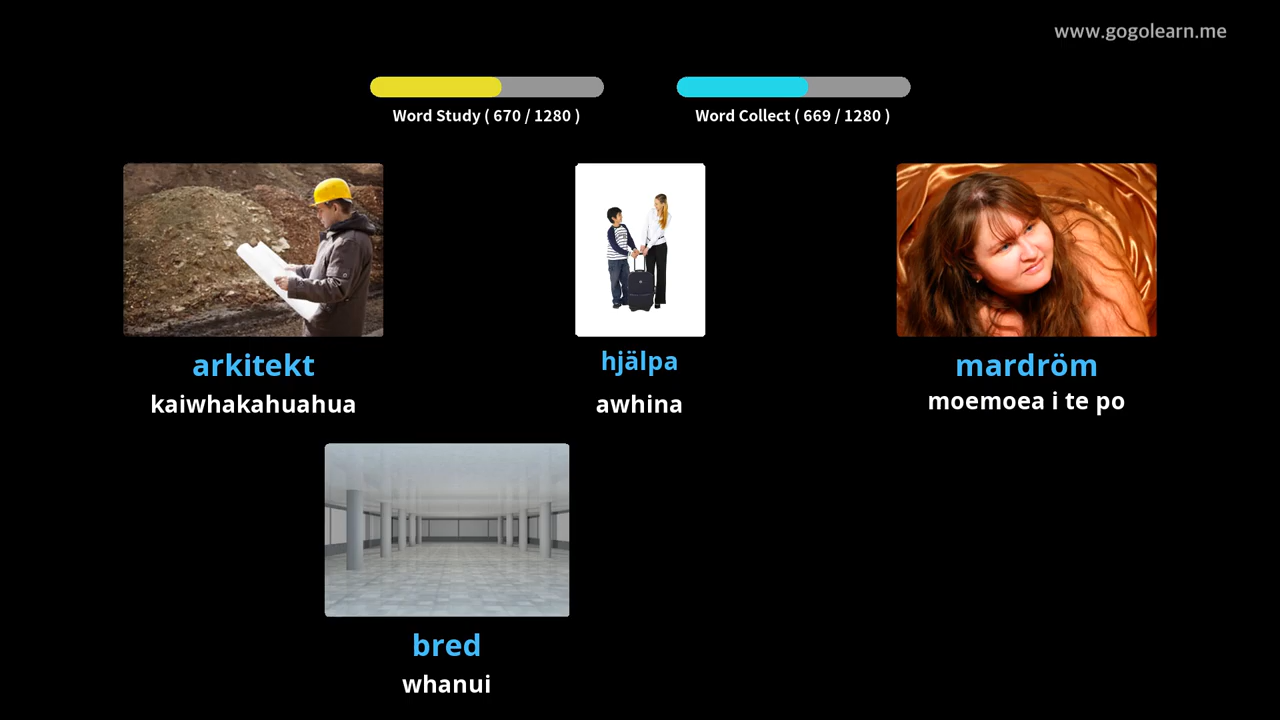 www.gogolearn.me
Word Study ( 670 / 1280 )
Word Collect ( 669 / 1280 )
arkitekt
kaiwhakahuahua
hjälpa
awhina
mardröm
moemoea i te po
bred
whanui